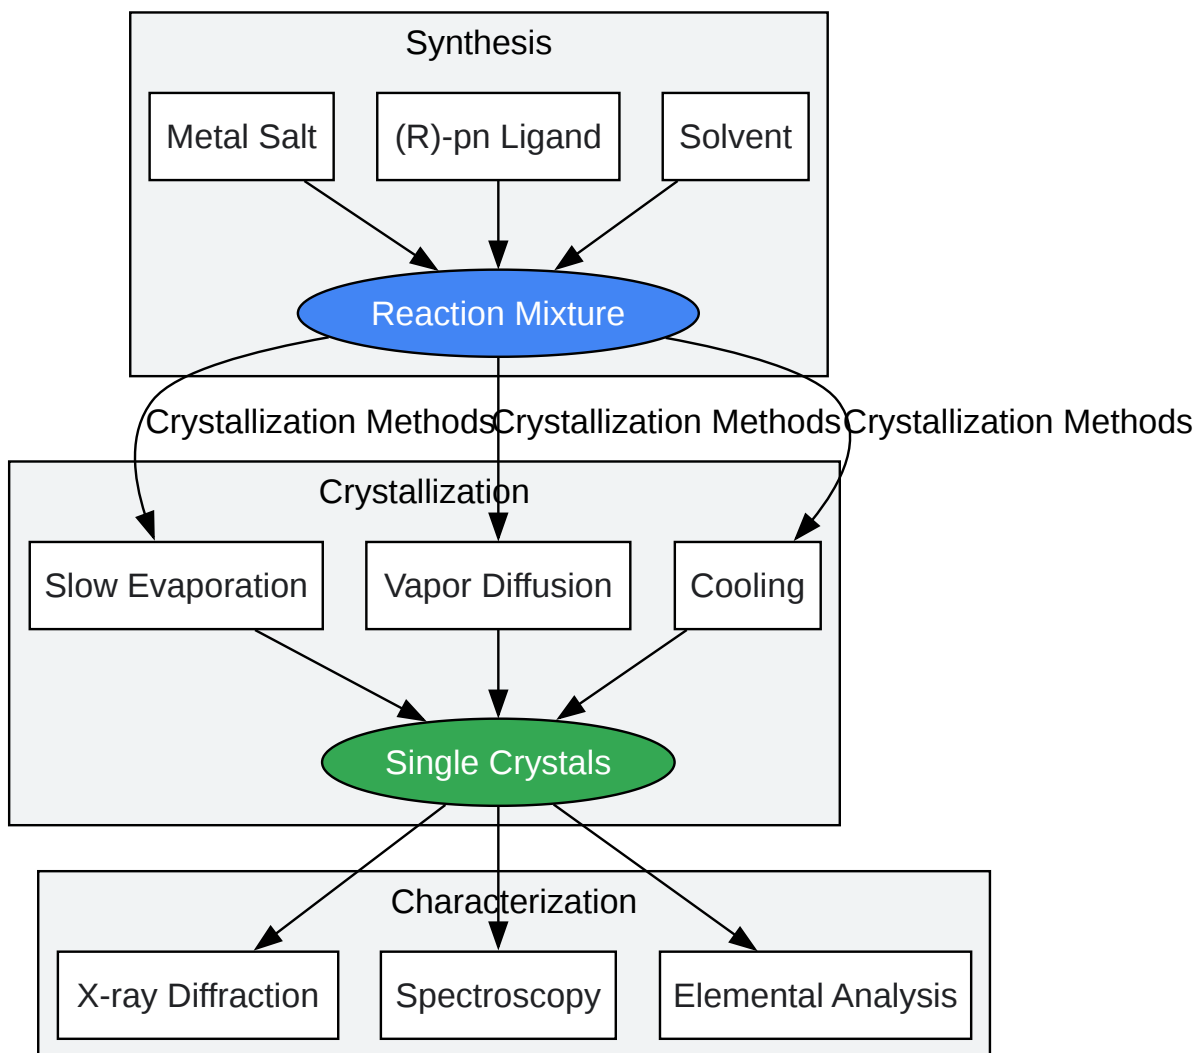 Synthesis
Metal Salt
(R)-pn Ligand
Solvent
Reaction Mixture
Crystallization Methods
Crystallization Methods
Crystallization Methods
Crystallization
Slow Evaporation
Vapor Diffusion
Cooling
Single Crystals
Characterization
X-ray Diffraction
Spectroscopy
Elemental Analysis